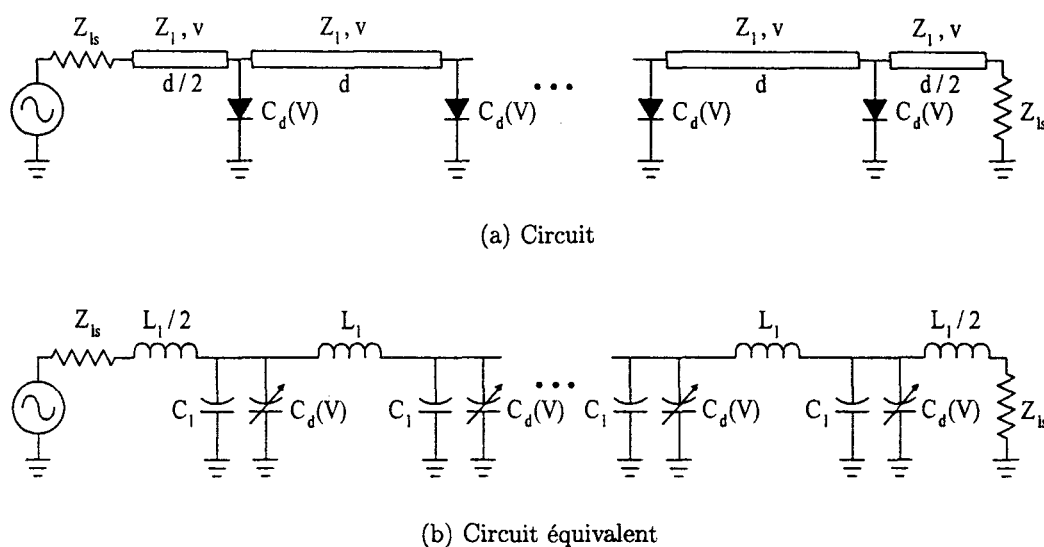 Z_ls Z_l , v Z_l , v Z_l , v Z_l , v
d / 2 d d d / 2
C_d(V) C_d(V) C_d(V) C_d(V) Z_ls
(a) Circuit
Z_ls L_l / 2 L_l L_l L_l / 2
C_l C_d(V) C_l C_d(V) C_l C_d(V) C_l C_d(V) Z_ls
(b) Circuit équivalent